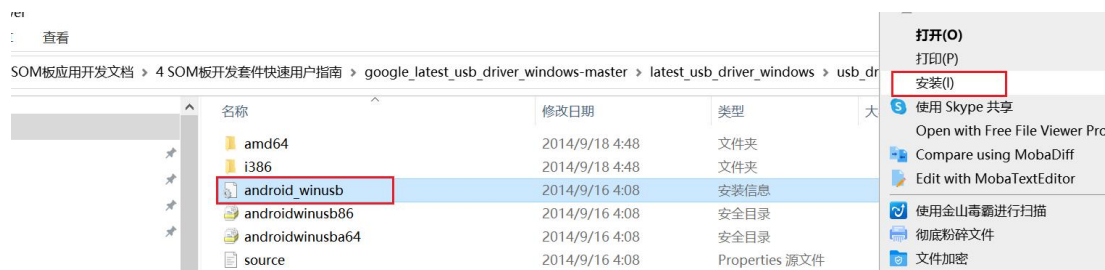 查看
SOM板应用开发文档 > 4 SOM板开发套件快速用户指南 > google_latest_usb_driver_windows-master > latest_usb_driver_windows > usb_dr
名称 修改日期 类型 大
amd64 2014/9/18 4:48 文件夹
i386 2014/9/18 4:48 文件夹
android_winusb 2014/9/16 4:08 安装信息
androidwinusb86 2014/9/16 4:08 安全目录
androidwinusba64 2014/9/16 4:08 安全目录
source 2014/9/16 4:08 Properties 源文件
打开(O)
打印(P)
安装(I)
使用 Skype 共享
Open with Free File Viewer Pro
Compare using MobaDiff
Edit with MobaTextEditor
使用金山毒霸进行扫描
彻底粉碎文件
文件加密